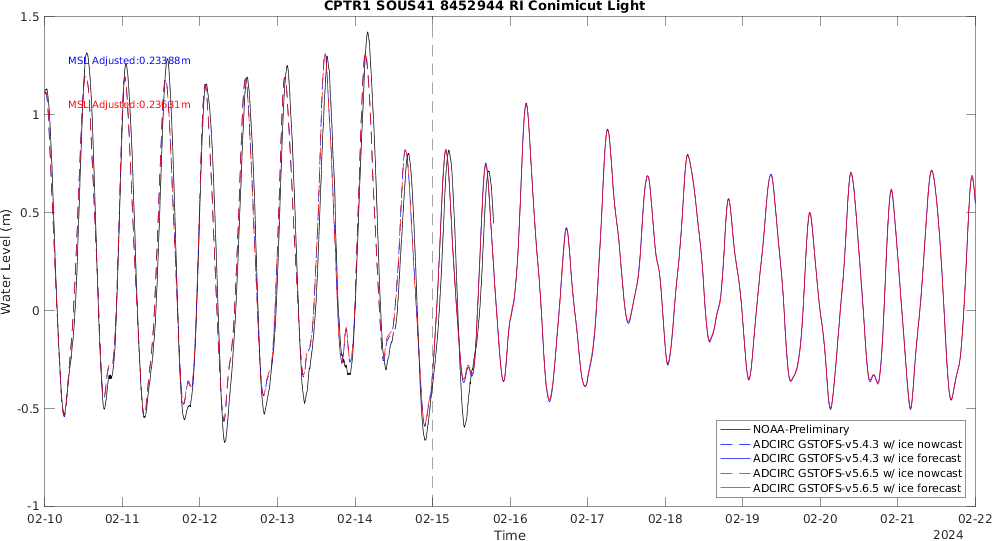 CPTR1 SOUS41 8452944 RI Conimicut Light
1.5
1
0.5
0
-0.5
-1
Water Level (m)
MSL Adjusted:0.23388m
MSL Adjusted:0.23631m
NOAA-Preliminary
ADCIRC GSTOFS-v5.4.3 w/ ice nowcast
ADCIRC GSTOFS-v5.4.3 w/ ice forecast
ADCIRC GSTOFS-v5.6.5 w/ ice nowcast
ADCIRC GSTOFS-v5.6.5 w/ ice forecast
02-10 02-11 02-12 02-13 02-14 02-15 02-16 02-17 02-18 02-19 02-20 02-21 02-22
Time
2024